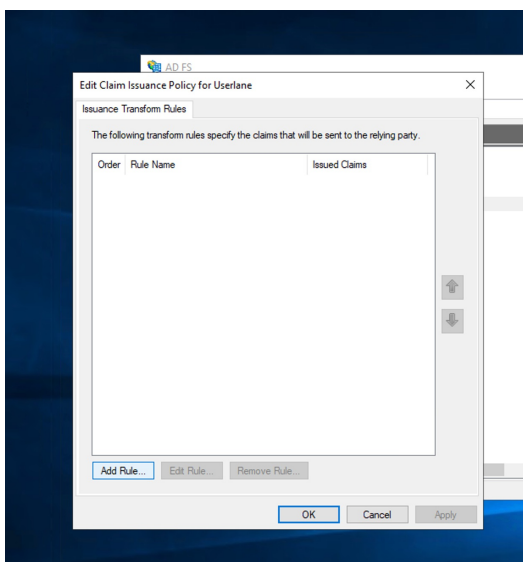 AD FS
Edit Claim Issuance Policy for Userlane
Issuance Transform Rules
The following transform rules specify the claims that will be sent to the relying party.
Order Rule Name Issued Claims
Add Rule... Edit Rule... Remove Rule...
OK Cancel Apply